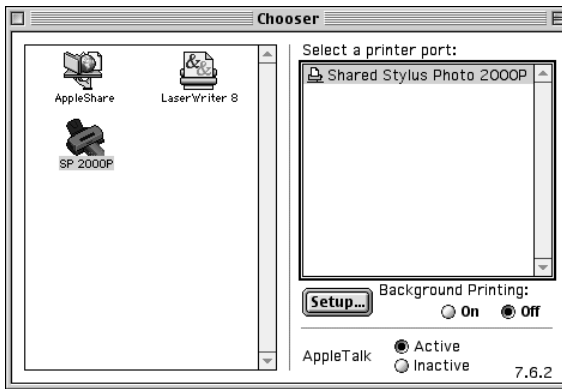 Chooser
AppleShare
LaserWriter 8
SP 2000P
Select a printer port:
Shared Stylus Photo 2000P
Setup...
Background Printing:
On Off
AppleTalk
Active
Inactive
7.6.2